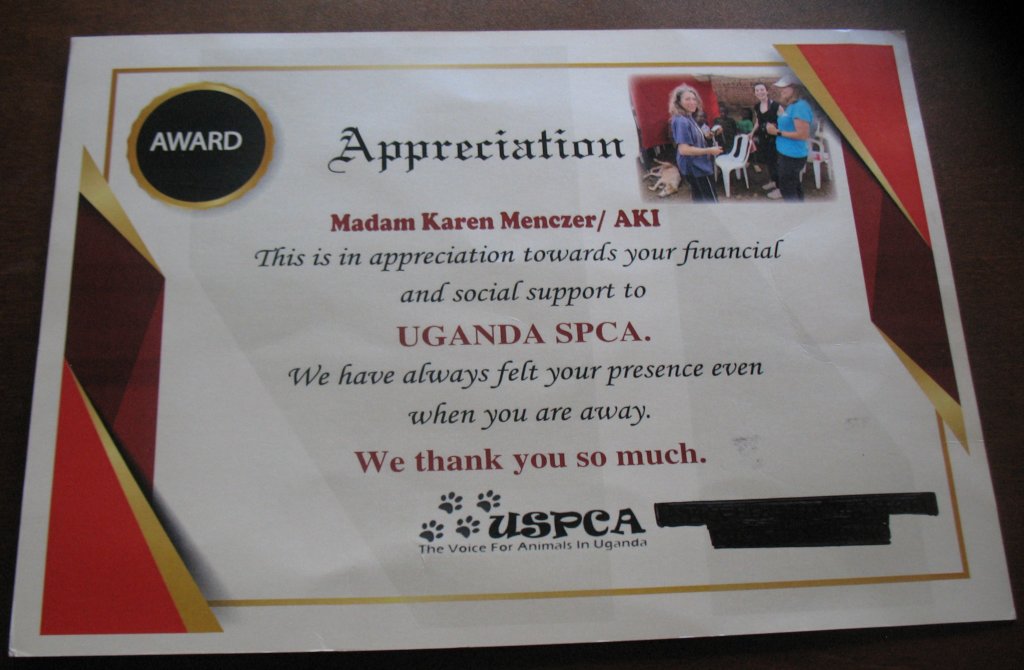 AWARD
Appreciation
Madam Karen Menczer/ AKI
This is in appreciation towards your financial
and social support to
UGANDA SPCA.
We have always felt your presence even
when you are away.
We thank you so much.
USPCA
The Voice For Animals In Uganda